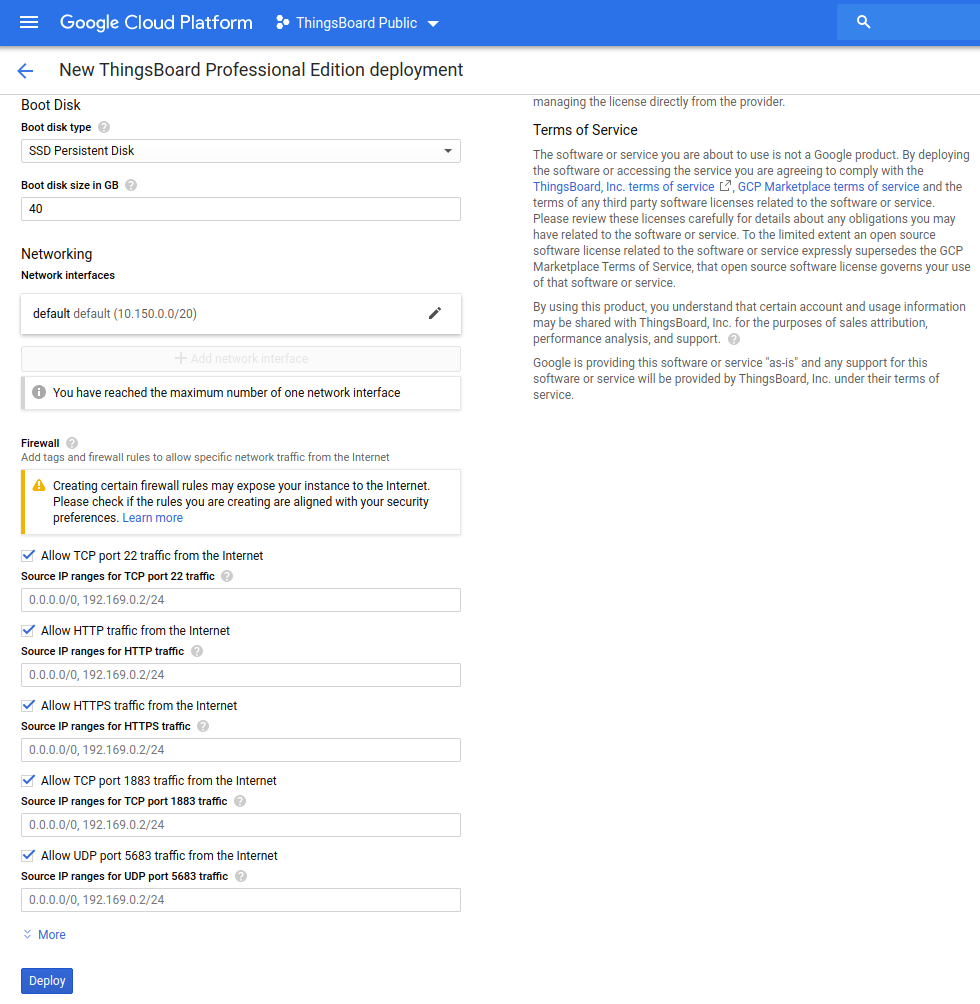 Google Cloud Platform
ThingsBoard Public
New ThingsBoard Professional Edition deployment
Boot Disk
Boot disk type
SSD Persistent Disk
Boot disk size in GB
40
Networking
Network interfaces
default default (10.150.0.0/20)
Add network interface
You have reached the maximum number of one network interface
Firewall
Add tags and firewall rules to allow specific network traffic from the Internet
Creating certain firewall rules may expose your instance to the Internet.
Please check if the rules you are creating are aligned with your security
preferences. Learn more
Allow TCP port 22 traffic from the Internet
Source IP ranges for TCP port 22 traffic
0.0.0.0/0, 192.169.0.2/24
Allow HTTP traffic from the Internet
Source IP ranges for HTTP traffic
0.0.0.0/0, 192.169.0.2/24
Allow HTTPS traffic from the Internet
Source IP ranges for HTTPS traffic
0.0.0.0/0, 192.169.0.2/24
Allow TCP port 1883 traffic from the Internet
Source IP ranges for TCP port 1883 traffic
0.0.0.0/0, 192.169.0.2/24
Allow UDP port 5683 traffic from the Internet
Source IP ranges for UDP port 5683 traffic
0.0.0.0/0, 192.169.0.2/24
More
Deploy
managing the license directly from the provider.
Terms of Service
The software or service you are about to use is not a Google product. By deploying
the software or accessing the service you are agreeing to comply with the
ThingsBoard, Inc. terms of service , GCP Marketplace terms of service and the
terms of any third party software licenses related to the software or service.
Please review these licenses carefully for details about any obligations you may
have related to the software or service. To the limited extent an open source
software license related to the software or service expressly supersedes the GCP
Marketplace Terms of Service, that open source software license governs your use
of that software or service.
By using this product, you understand that certain account and usage information
may be shared with ThingsBoard, Inc. for the purposes of sales attribution,
performance analysis, and support.
Google is providing this software or service "as-is" and any support for this
software or service will be provided by ThingsBoard, Inc. under their terms of
service.